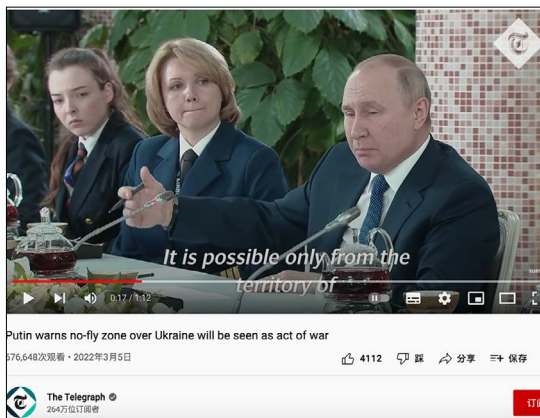 It is possible only from the
territory of
0:17 / 1:12
Putin warns no-fly zone over Ukraine will be seen as act of war
676,648次观看・2022年3月5日
4112
踩
分享
保存
The Telegraph
264万位订阅者